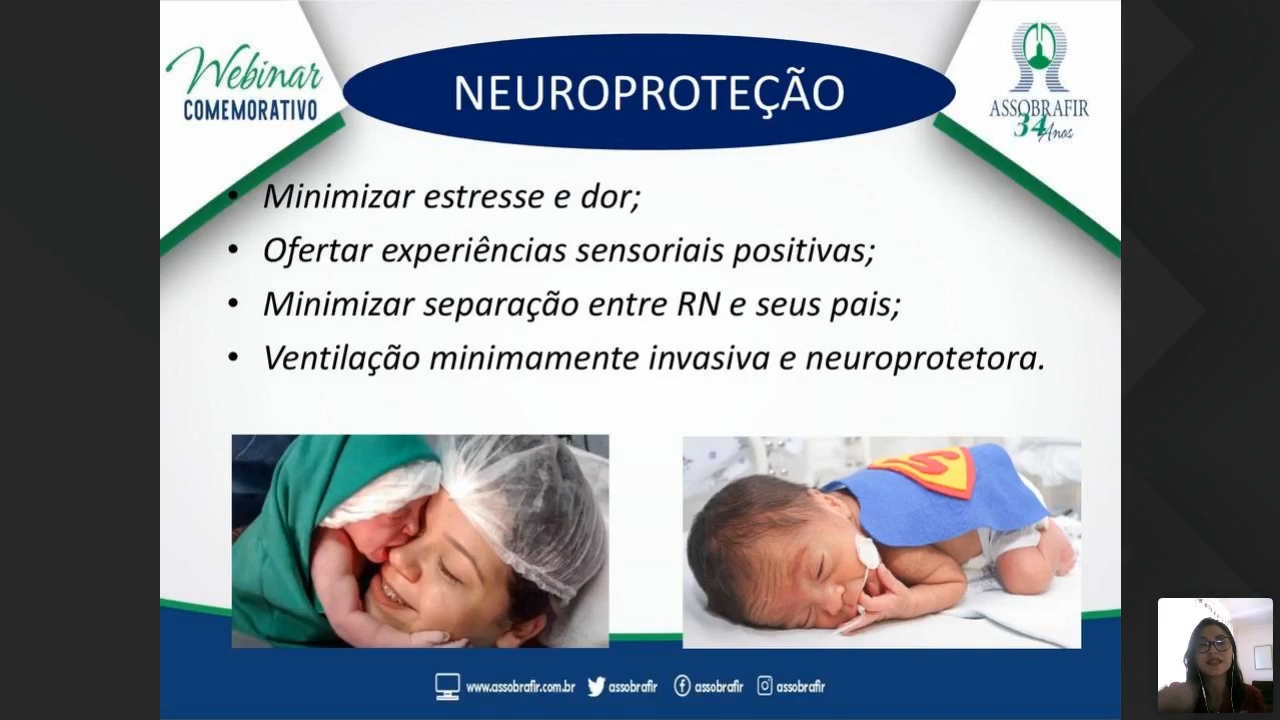 Webinar
COMEMORATIVO
NEUROPROTEÇÃO
ASSOBRAFIR
34 Anos
• Minimizar estresse e dor;
• Ofertar experiências sensoriais positivas;
• Minimizar separação entre RN e seus pais;
• Ventilação minimamente invasiva e neuroprotetora.
www.assobrafir.com.br assobrafir assobrafir assobrafir